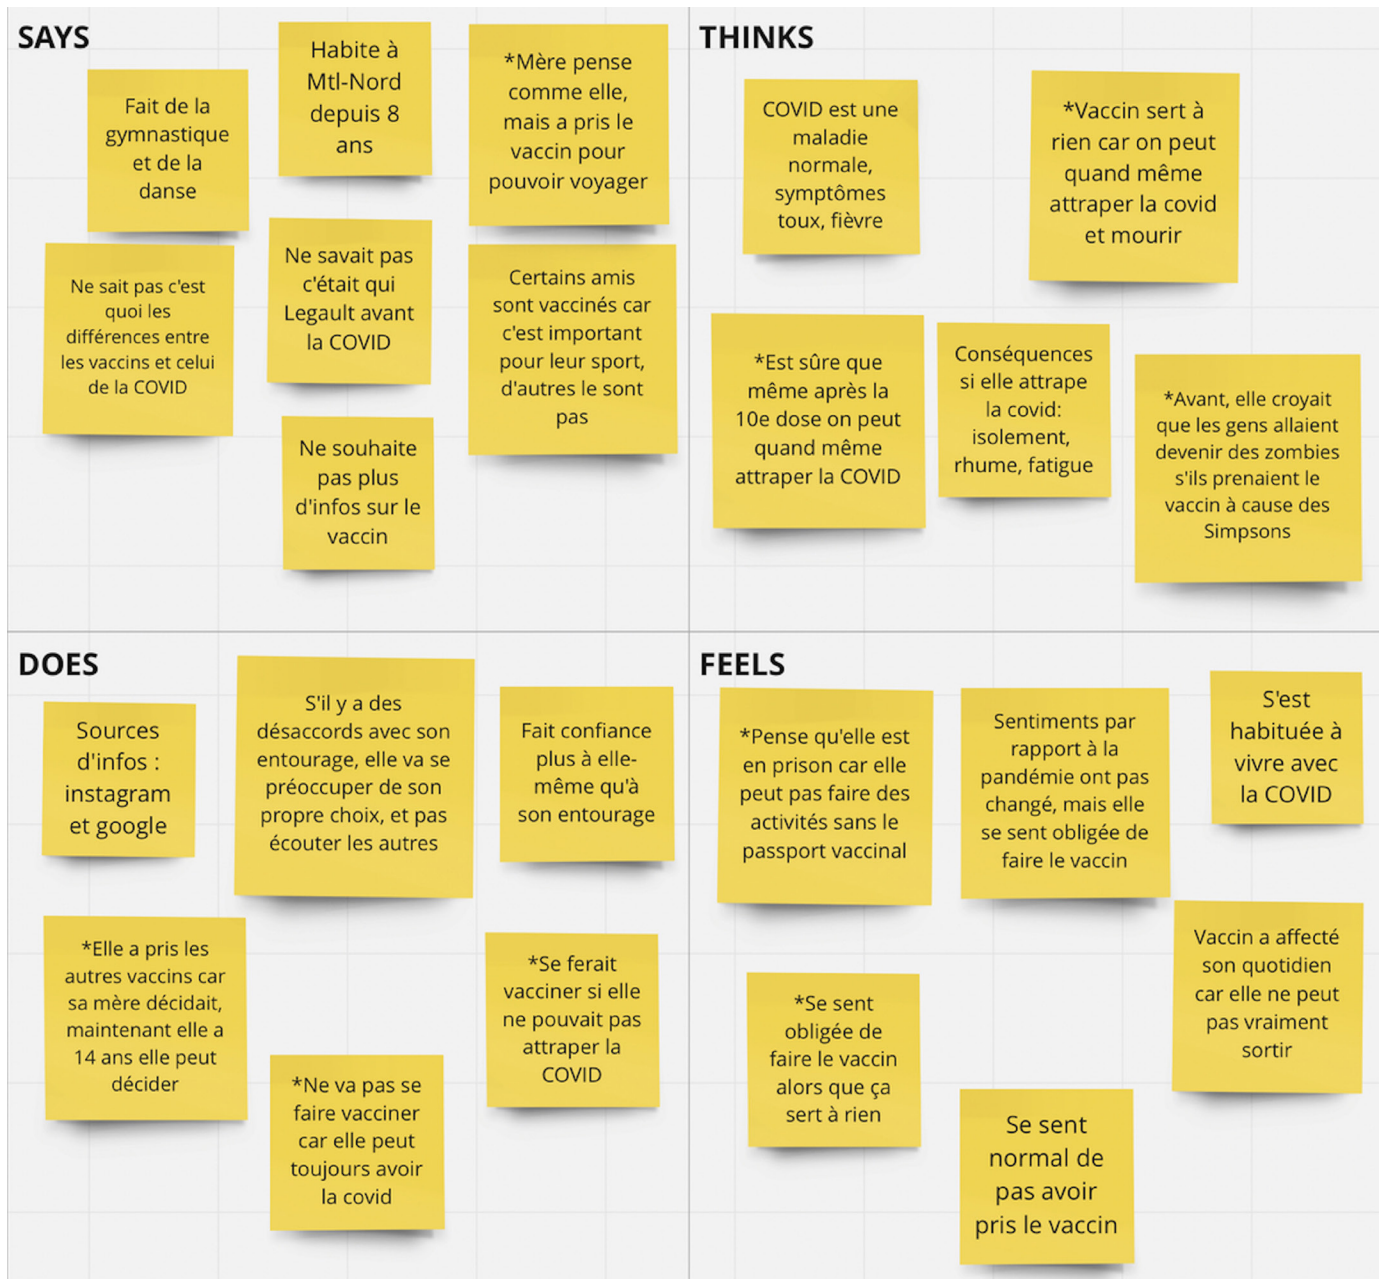 SAYS
Fait de la
gymnastique
et de la
danse
Habite à
Mtl-Nord
depuis 8
ans
*Mère pense
comme elle,
mais a pris le
vaccin pour
pouvoir voyager
Ne sait pas c'est
quoi les
différences entre
les vaccins et celui
de la COVID
Ne savait pas
c'était qui
Legault avant
la COVID
Certains amis
sont vaccinés car
c'est important
pour leur sport,
d'autres le sont
pas
Ne souhaite
pas plus
d'infos sur le
vaccin
THINKS
COVID est une
maladie
normale,
symptômes
toux, fièvre
*Vaccin sert à
rien car on peut
quand même
attraper la covid
et mourir
*Est sûre que
même après la
10e dose on peut
quand même
attraper la COVID
Conséquences
si elle attrape
la covid:
isolement,
rhume, fatigue
*Avant, elle croyait
que les gens allaient
devenir des zombies
s'ils prenaient le
vaccin à cause des
Simpsons
DOES
Sources
d'infos :
instagram
et google
S'il y a des
désaccords avec son
entourage, elle va se
préoccuper de son
propre choix, et pas
écouter les autres
Fait confiance
plus à elle-
même qu'à
son entourage
*Elle a pris les
autres vaccins car
sa mère décidait,
maintenant elle a
14 ans elle peut
décider
*Ne va pas se
faire vacciner
car elle peut
toujours avoir
la covid
*Se ferait
vacciner si elle
ne pouvait pas
attraper la
COVID
FEELS
*Pense qu'elle est
en prison car elle
peut pas faire des
activités sans le
passport vaccinal
Sentiments par
rapport à la
pandémie ont pas
changé, mais elle
se sent obligée de
faire le vaccin
S'est
habituée à
vivre avec
la COVID
*Se sent
obligée de
faire le vaccin
alors que ça
sert à rien
Vaccin a affecté
son quotidien
car elle ne peut
pas vraiment
sortir
Se sent
normal de
pas avoir
pris le vaccin